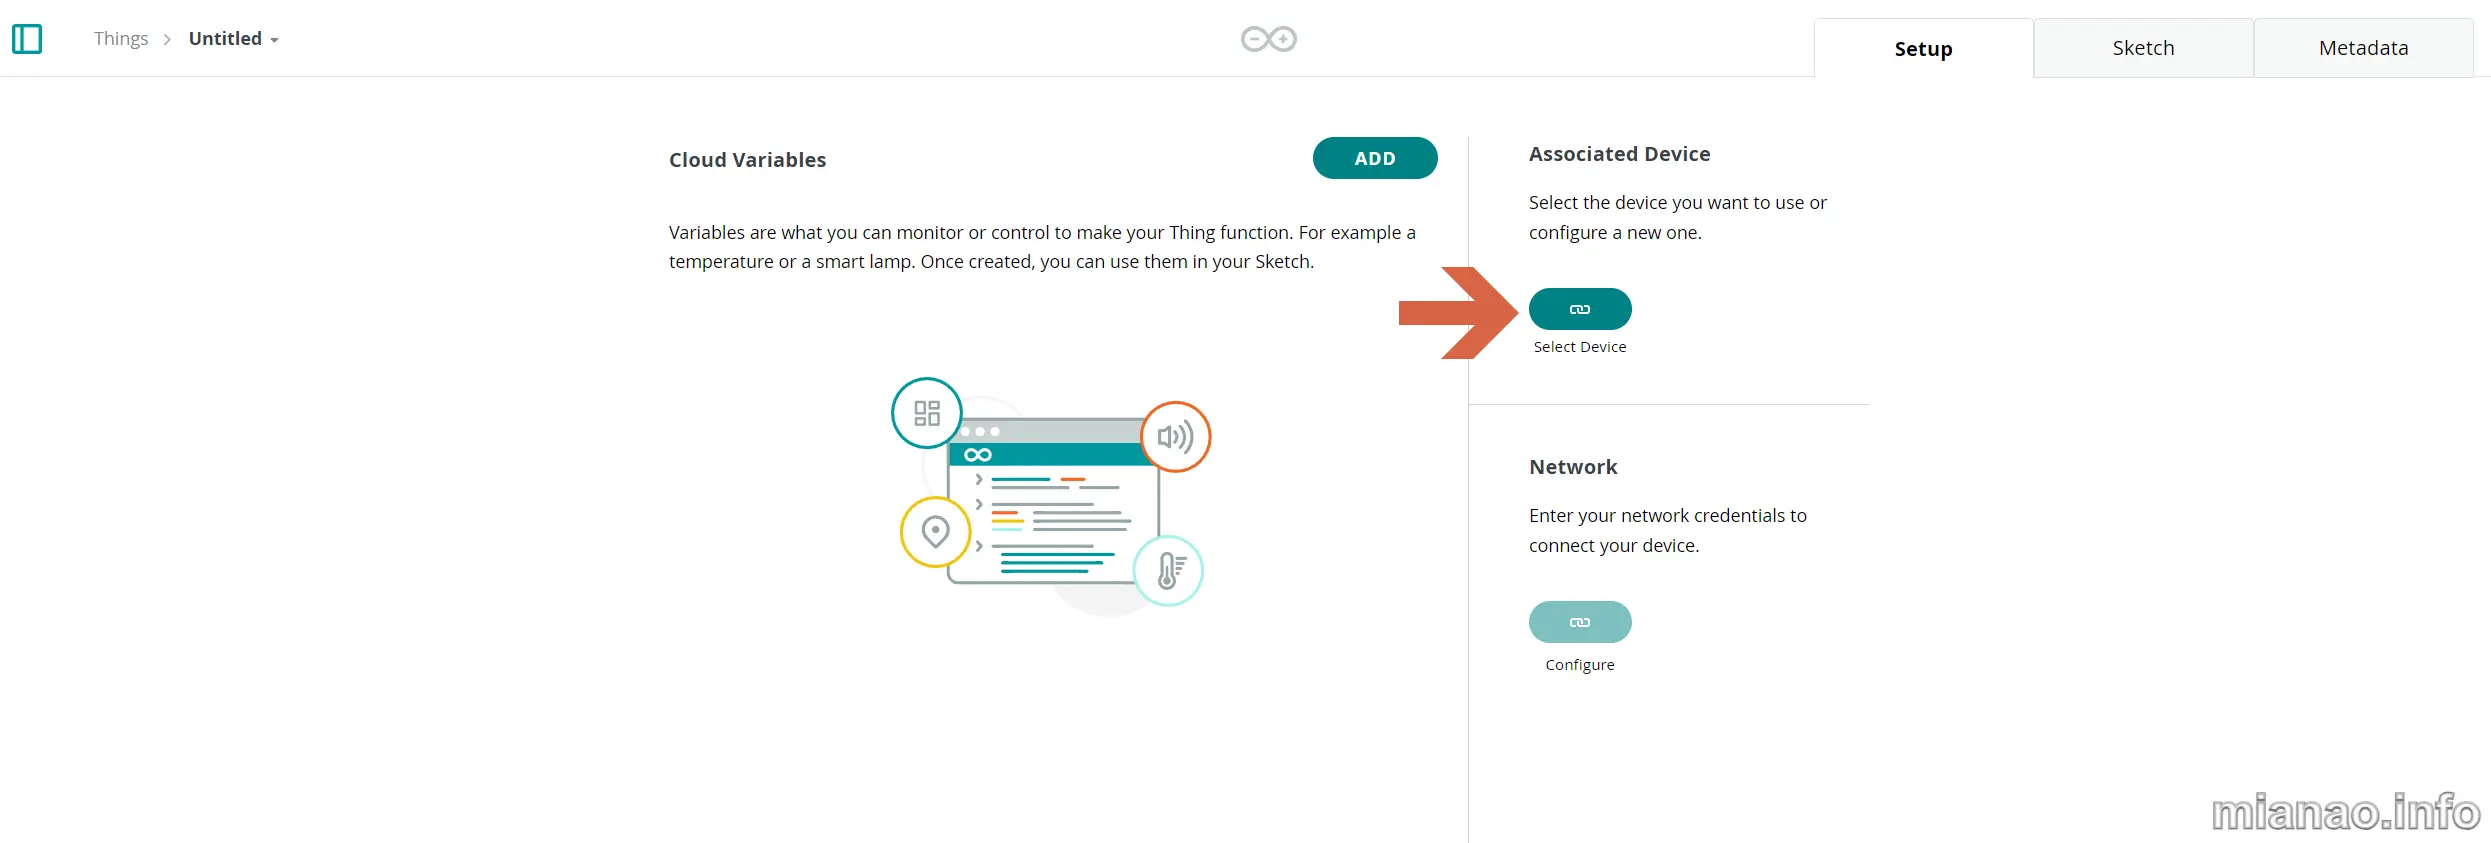 Things > Untitled
Setup
Sketch
Metadata
Cloud Variables
ADD
Variables are what you can monitor or control to make your Thing function. For example a
temperature or a smart lamp. Once created, you can use them in your Sketch.
Associated Device
Select the device you want to use or
configure a new one.
Select Device
Network
Enter your network credentials to
connect your device.
Configure
mianao.info